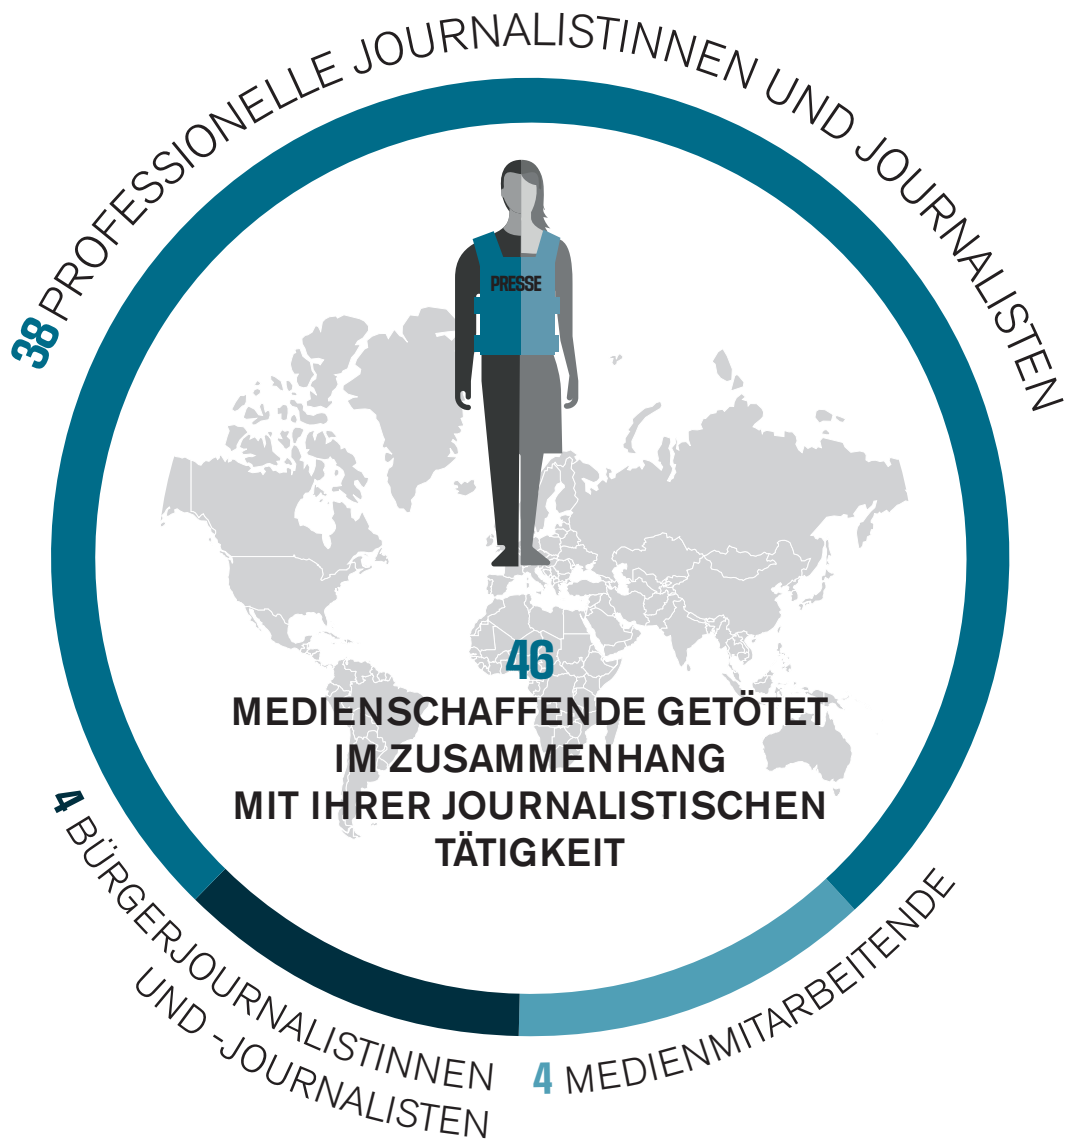 38 PROFESSIONELLE JOURNALISTINNEN UND JOURNALISTEN
PRESSE
46
MEDIENSCHAFFENDE GETÖTET
IM ZUSAMMENHANG
MIT IHRER JOURNALISTISCHEN
TÄTIGKEIT
4 BÜRGERJOURNALISTINNEN
UND -JOURNALISTEN
4 MEDIENMITARBEITENDE